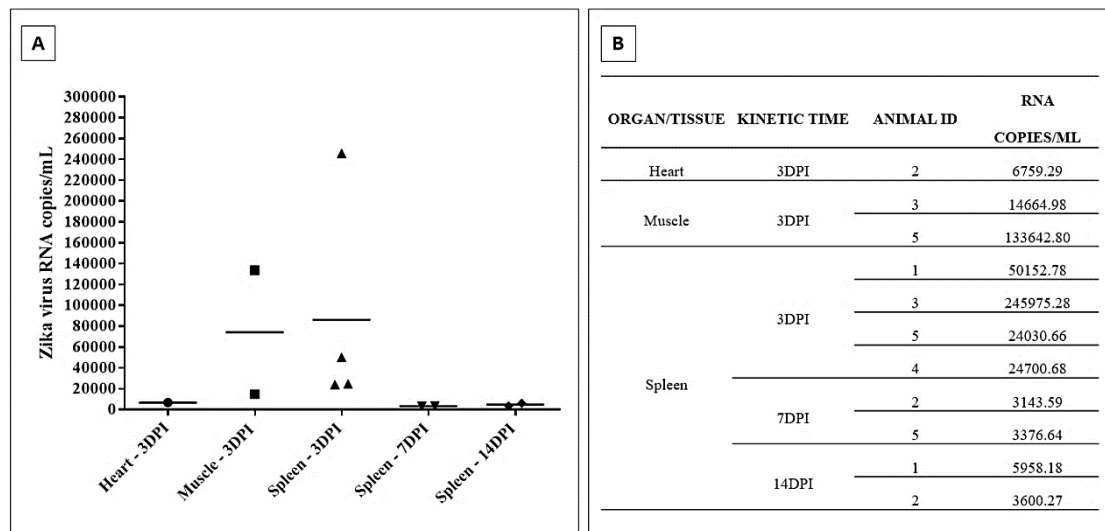 A
Zika virus RNA copies/mL
300000
280000
260000
240000
220000
200000
180000
160000
140000
120000
100000
80000
60000
40000
20000
0
Heart - 3DPI
Muscle - 3DPI
Spleen - 3DPI
Spleen - 7DPI
Spleen - 14DPI
B
ORGAN/TISSUE KINETIC TIME ANIMAL ID RNA COPIES/ML
Heart 3DPI 2 6759.29
Muscle 3DPI 3 14664.98
5 133642.80
Spleen 3DPI 1 50152.78
3 245975.28
5 24030.66
4 24700.68
7DPI 2 3143.59
5 3376.64
14DPI 1 5958.18
2 3600.27